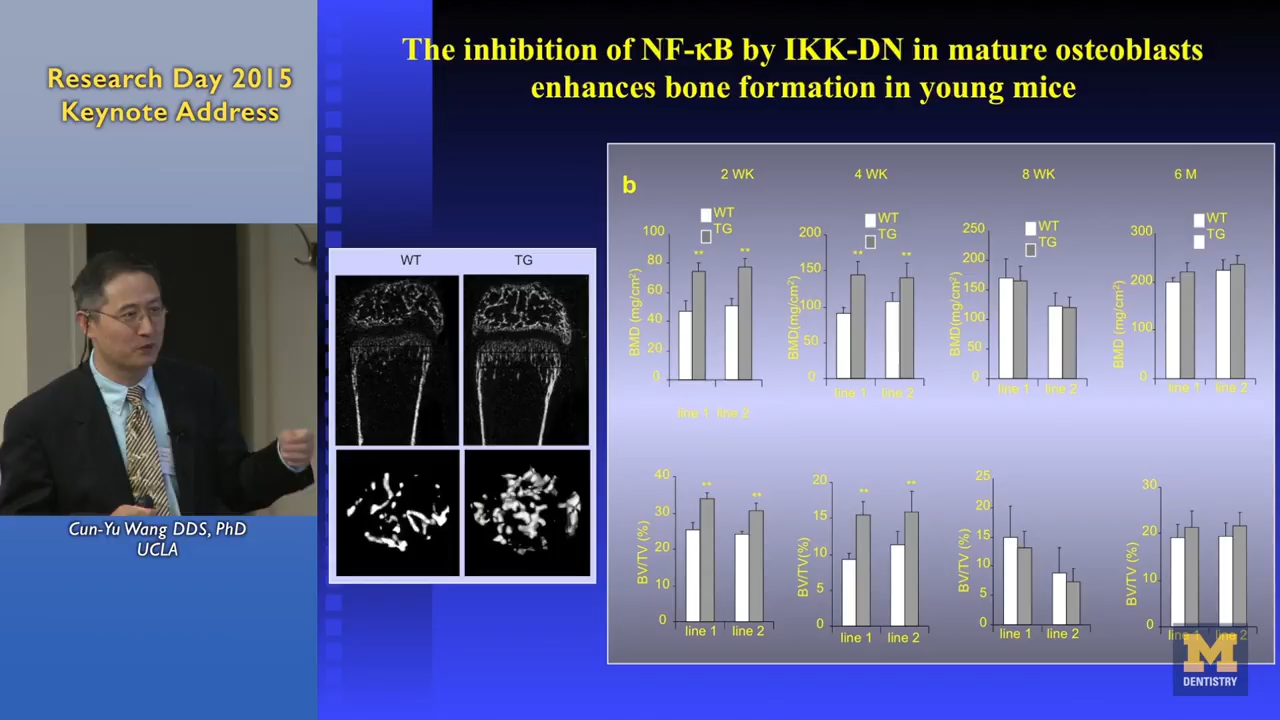 Research Day 2015
Keynote Address
Cun-Yu Wang DDS, PhD
UCLA
The inhibition of NF-κB by IKK-DN in mature osteoblasts
enhances bone formation in young mice
WT TG
b
2 WK 4 WK 8 WK 6 M
WT
TG
100
80
60
40
20
0
BMD (mg/cm²)
** **
line 1 line 2
WT
TG
200
150
100
50
0
BMD(mg/cm²)
** **
line 1 line 2
WT
TG
250
200
150
100
50
0
BMD(mg/cm²)
line 1 line 2
WT
TG
300
200
100
0
BMD (mg/cm²)
line 1 line 2
40
30
20
10
0
BV/TV (%)
** **
line 1 line 2
20
15
10
5
0
BV/TV(%)
** **
line 1 line 2
25
20
15
10
5
0
BV/TV (%)
line 1 line 2
30
20
10
0
BV/TV (%)
line 1 line 2
M
DENTISTRY